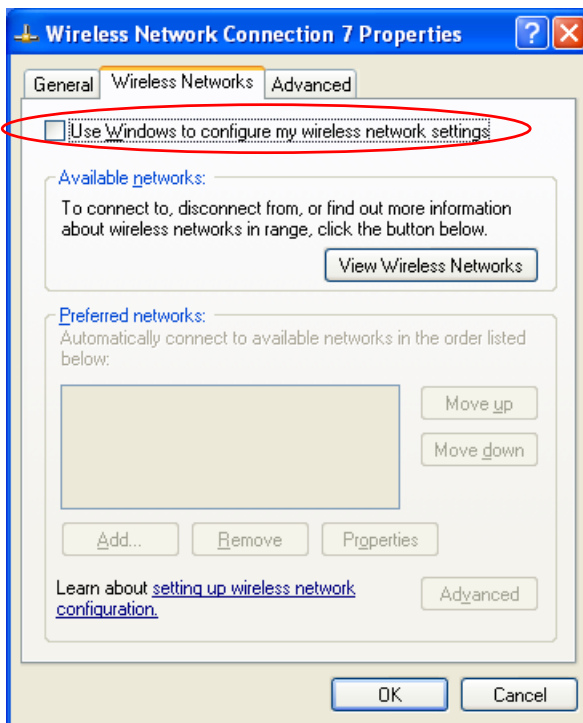 Wireless Network Connection 7 Properties
General Wireless Networks Advanced
Use Windows to configure my wireless network settings
Available networks:
To connect to, disconnect from, or find out more information
about wireless networks in range, click the button below.
View Wireless Networks
Preferred networks:
Automatically connect to available networks in the order listed
below:
Move up
Move down
Add... Remove Properties
Learn about setting up wireless network
configuration.
Advanced
OK Cancel